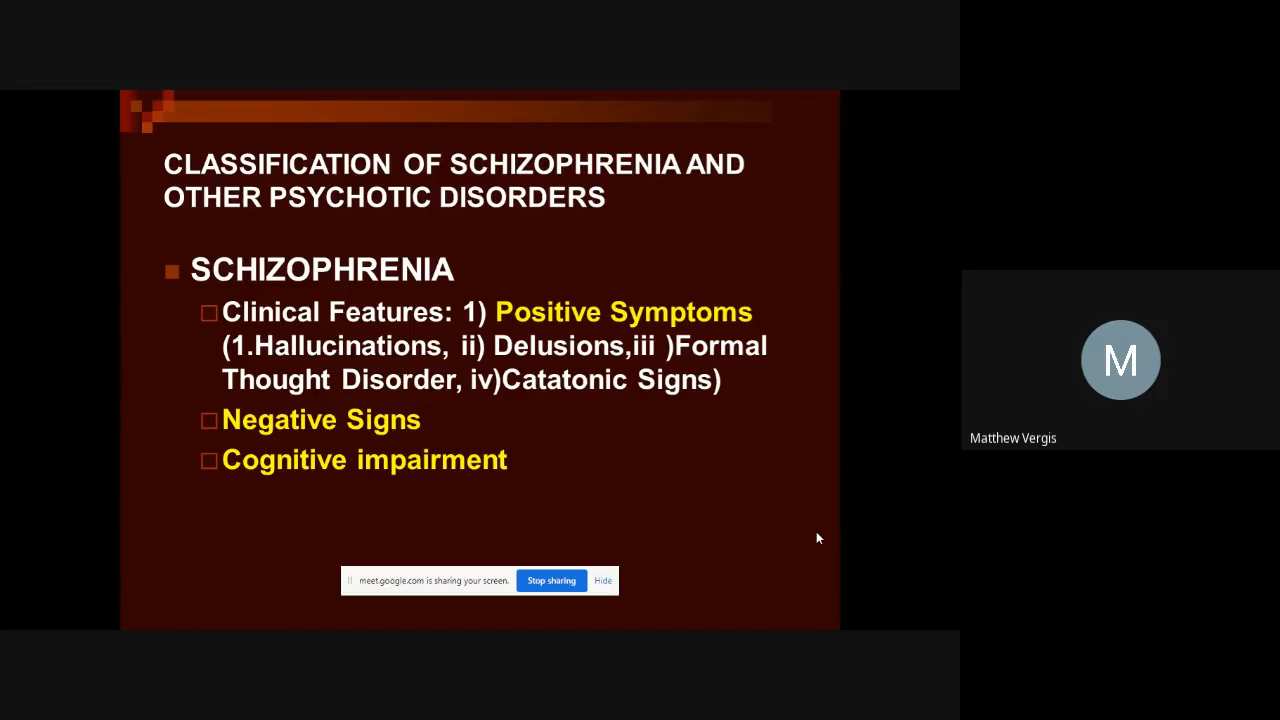 CLASSIFICATION OF SCHIZOPHRENIA AND
OTHER PSYCHOTIC DISORDERS
SCHIZOPHRENIA
Clinical Features: 1) Positive Symptoms
(1.Hallucinations, ii) Delusions,iii )Formal
Thought Disorder, iv)Catatonic Signs)
Negative Signs
Cognitive impairment
meet.google.com is sharing your screen. Stop sharing Hide
M
Matthew Vergis